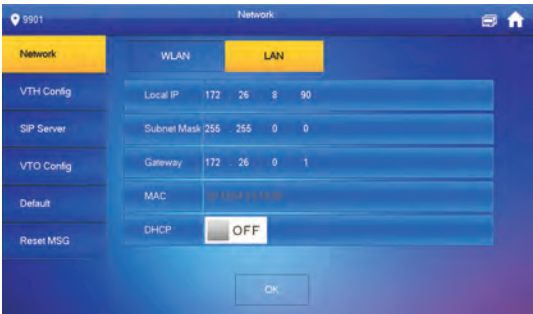 9901 Network
Network WLAN LAN
VTH Config Local IP 172 . 26 . 8 . 90
SIP Server Subnet Mask 255 . 255 . 0 . 0
VTO Config Gateway 172 . 26 . 0 . 1
Default MAC
Reset MSG DHCP OFF
OK